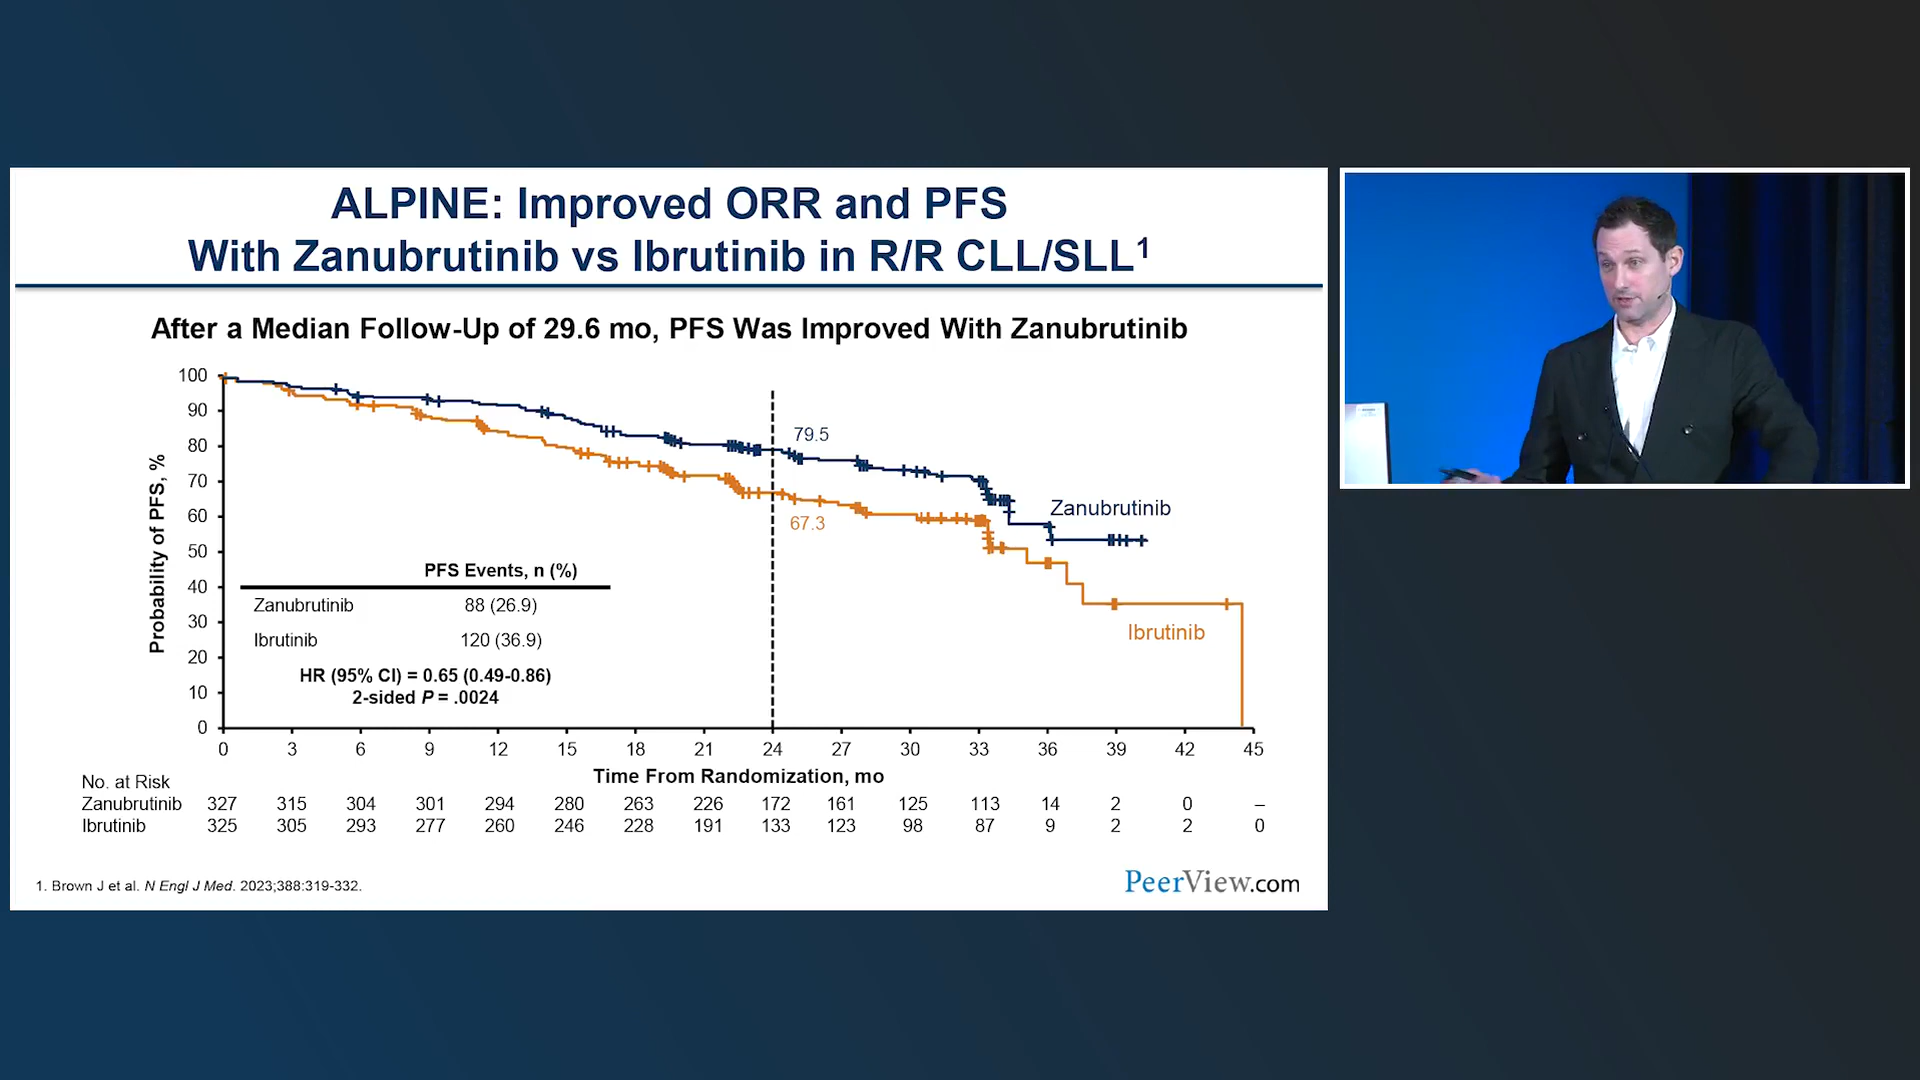 ALPINE: Improved ORR and PFS
With Zanubrutinib vs Ibrutinib in R/R CLL/SLL¹
After a Median Follow-Up of 29.6 mo, PFS Was Improved With Zanubrutinib
Probability of PFS, %
100
90
80
70
60
50
40
30
20
10
0
79.5
67.3
Zanubrutinib
Ibrutinib
PFS Events, n (%)
Zanubrutinib 88 (26.9)
Ibrutinib 120 (36.9)
HR (95% CI) = 0.65 (0.49-0.86)
2-sided P = .0024
0 3 6 9 12 15 18 21 24 27 30 33 36 39 42 45
Time From Randomization, mo
No. at Risk
Zanubrutinib 327 315 304 301 294 280 263 226 172 161 125 113 14 2 0 –
Ibrutinib 325 305 293 277 260 246 228 191 133 123 98 87 9 2 2 0
1. Brown J et al. N Engl J Med. 2023;388:319-332.
PeerView.com